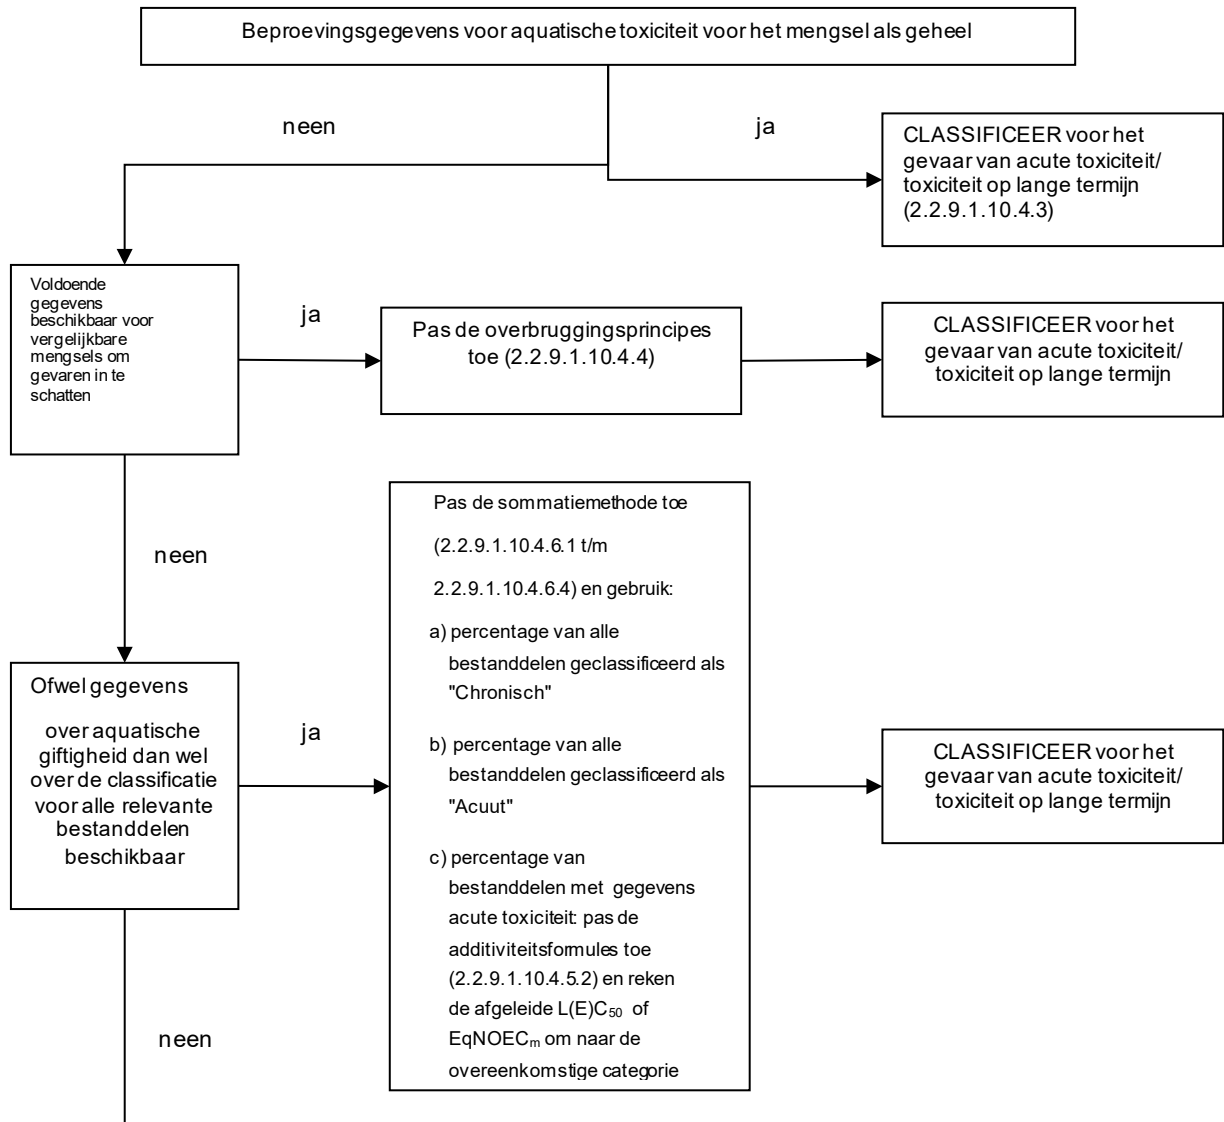 Beproevingsgegevens voor aquatische toxiciteit voor het mengsel als geheel
neen
ja
CLASSIFICEER voor het
gevaar van acute toxiciteit/
toxiciteit op lange termijn
(2.2.9.1.10.4.3)
Voldoende
gegevens
beschikbaar voor
vergelijkbare
mengsels om
gevaren in te
schatten
ja
Pas de overbruggingsprincipes
toe (2.2.9.1.10.4.4)
CLASSIFICEER voor het
gevaar van acute toxiciteit/
toxiciteit op lange termijn
neen
Ofwel gegevens
over aquatische
giftigheid dan wel
over de classificatie
voor alle relevante
bestanddelen
beschikbaar
ja
Pas de sommatiemethode toe
(2.2.9.1.10.4.6.1 t/m
2.2.9.1.10.4.6.4) en gebruik:
a) percentage van alle
bestanddelen geclassificeerd als
"Chronisch"
b) percentage van alle
bestanddelen geclassificeerd als
"Acuut"
c) percentage van
bestanddelen met gegevens
acute toxiciteit: pas de
additiviteitsformules toe
(2.2.9.1.10.4.5.2) en reken
de afgeleide L(E)C₅₀ of
EqNOECₘ om naar de
overeenkomstige categorie
CLASSIFICEER voor het
gevaar van acute toxiciteit/
toxiciteit op lange termijn
neen